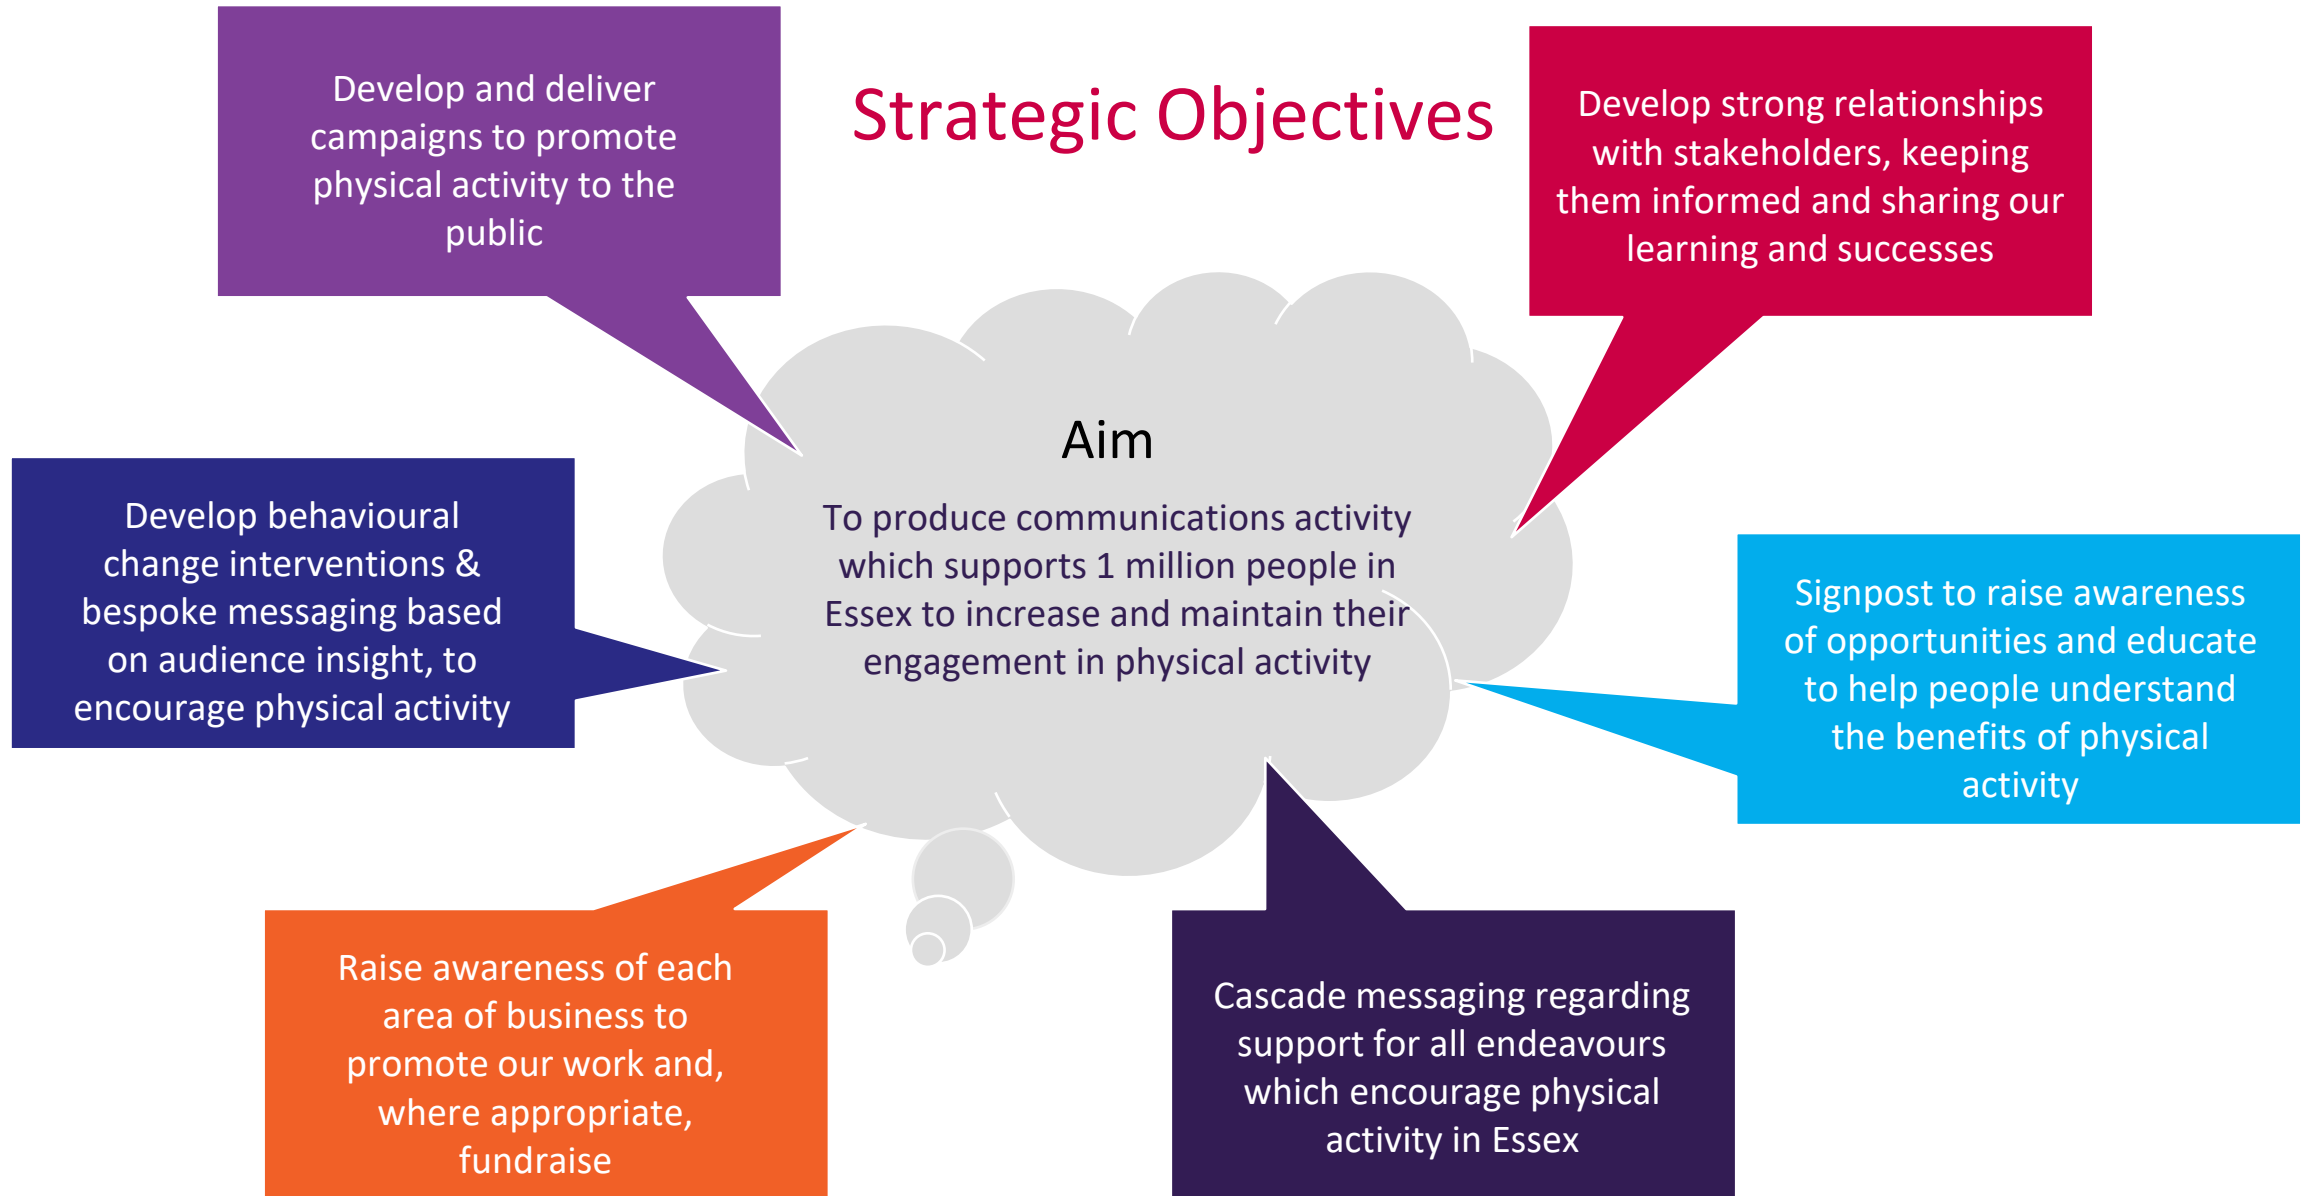 Strategic Objectives
Develop and deliver
campaigns to promote
physical activity to the
public
Develop strong relationships
with stakeholders, keeping
them informed and sharing our
learning and successes
Aim
To produce communications activity
which supports 1 million people in
Essex to increase and maintain their
engagement in physical activity
Develop behavioural
change interventions &
bespoke messaging based
on audience insight, to
encourage physical activity
Signpost to raise awareness
of opportunities and educate
to help people understand
the benefits of physical
activity
Raise awareness of each
area of business to
promote our work and,
where appropriate,
fundraise
Cascade messaging regarding
support for all endeavours
which encourage physical
activity in Essex